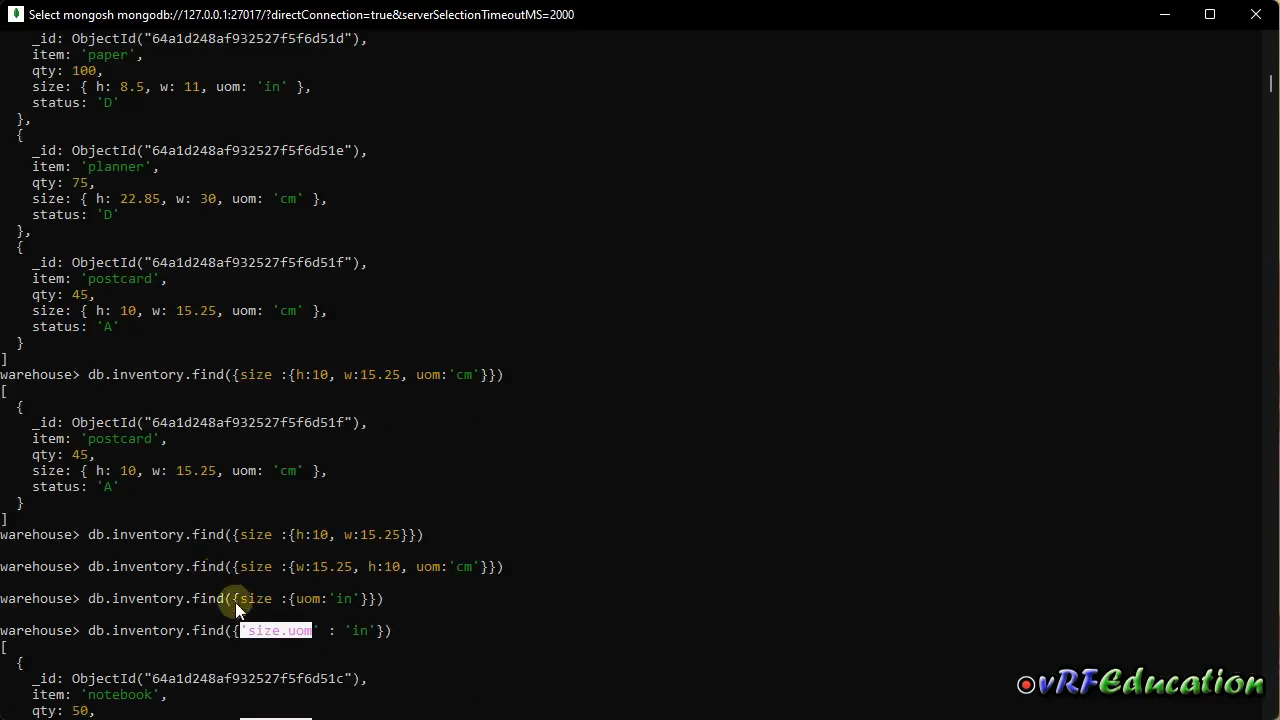 Select mongosh mongodb://127.0.0.1:27017/?directConnection=true&serverSelectionTimeoutMS=2000
_id: ObjectId("64a1d248af932527f5f6d51d"),
item: 'paper',
qty: 100,
size: { h: 8.5, w: 11, uom: 'in' },
status: 'D'
},
{
_id: ObjectId("64a1d248af932527f5f6d51e"),
item: 'planner',
qty: 75,
size: { h: 22.85, w: 30, uom: 'cm' },
status: 'D'
},
{
_id: ObjectId("64a1d248af932527f5f6d51f"),
item: 'postcard',
qty: 45,
size: { h: 10, w: 15.25, uom: 'cm' },
status: 'A'
}
]
warehouse> db.inventory.find({size :{h:10, w:15.25, uom:'cm'}})
[
{
_id: ObjectId("64a1d248af932527f5f6d51f"),
item: 'postcard',
qty: 45,
size: { h: 10, w: 15.25, uom: 'cm' },
status: 'A'
}
]
warehouse> db.inventory.find({size :{h:10, w:15.25}})
warehouse> db.inventory.find({size :{w:15.25, h:10, uom:'cm'}})
warehouse> db.inventory.find({size :{uom:'in'}})
warehouse> db.inventory.find({'size.uom' : 'in'})
[
{
_id: ObjectId("64a1d248af932527f5f6d51c"),
item: 'notebook',
qty: 50,
vRFEducation